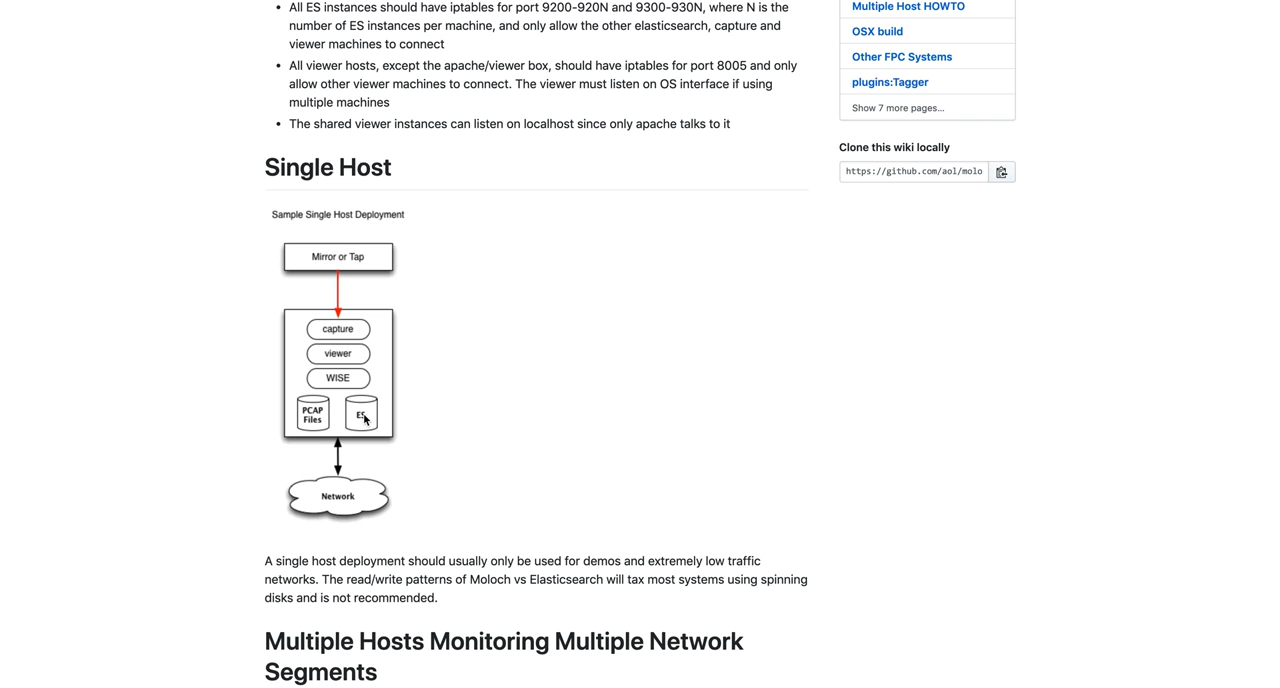 All ES instances should have iptables for port 9200-920N and 9300-930N, where N is the
number of ES instances per machine, and only allow the other elasticsearch, capture and
viewer machines to connect
All viewer hosts, except the apache/viewer box, should have iptables for port 8005 and only
allow other viewer machines to connect. The viewer must listen on OS interface if using
multiple machines
The shared viewer instances can listen on localhost since only apache talks to it
Single Host
Sample Single Host Deployment
Mirror or Tap
capture
viewer
WISE
PCAP
Files
ES
Network
A single host deployment should usually only be used for demos and extremely low traffic
networks. The read/write patterns of Moloch vs Elasticsearch will tax most systems using spinning
disks and is not recommended.
Multiple Hosts Monitoring Multiple Network
Segments
Multiple Host HOWTO
OSX build
Other FPC Systems
plugins:Tagger
Show 7 more pages…
Clone this wiki locally
https://github.com/aol/molo